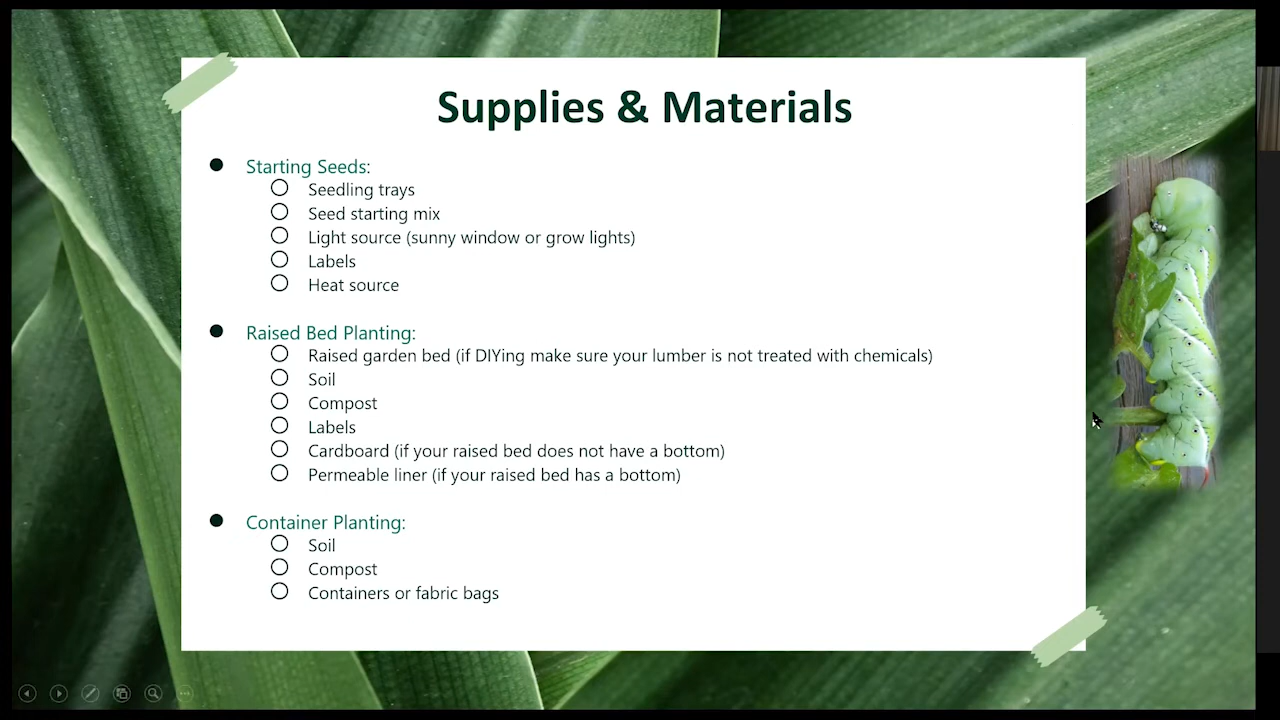 Supplies & Materials
Starting Seeds:
Seedling trays
Seed starting mix
Light source (sunny window or grow lights)
Labels
Heat source
Raised Bed Planting:
Raised garden bed (if DIYing make sure your lumber is not treated with chemicals)
Soil
Compost
Labels
Cardboard (if your raised bed does not have a bottom)
Permeable liner (if your raised bed has a bottom)
Container Planting:
Soil
Compost
Containers or fabric bags